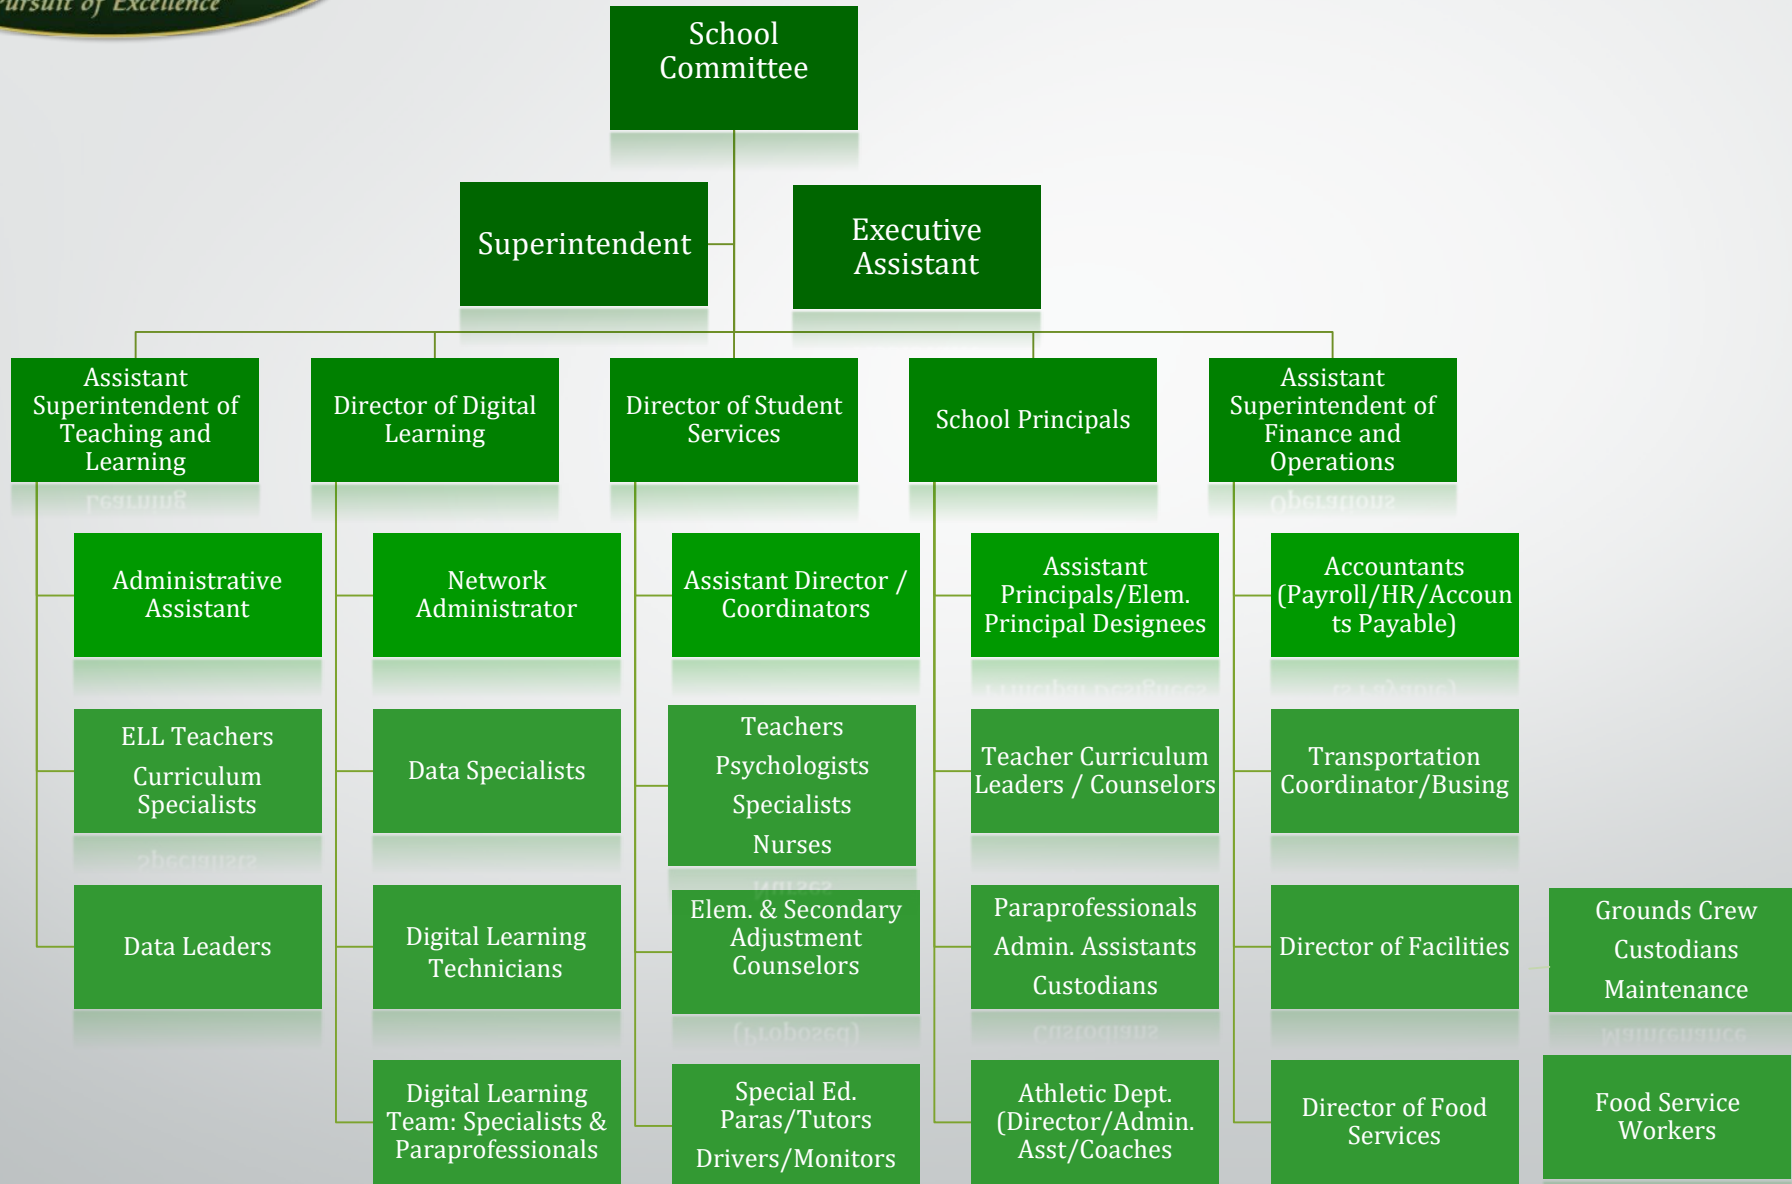 Pursuit of Excellence
School
Committee
Superintendent
Executive
Assistant
Assistant
Superintendent of
Teaching and
Learning
Director of Digital
Learning
Director of Student
Services
School Principals
Assistant
Superintendent of
Finance and
Operations
Administrative
Assistant
Network
Administrator
Assistant Director /
Coordinators
Assistant
Principals/Elem.
Principal Designees
Accountants
(Payroll/HR/Accoun
ts Payable)
ELL Teachers
Curriculum
Specialists
Data Specialists
Teachers
Psychologists
Specialists
Nurses
Teacher Curriculum
Leaders / Counselors
Transportation
Coordinator/Busing
Data Leaders
Digital Learning
Technicians
Elem. & Secondary
Adjustment
Counselors
(Proposed)
Paraprofessionals
Admin. Assistants
Custodians
Director of Facilities
Grounds Crew
Custodians
Maintenance
Digital Learning
Team: Specialists &
Paraprofessionals
Special Ed.
Paras/Tutors
Drivers/Monitors
Athletic Dept.
(Director/Admin.
Asst/Coaches
Director of Food
Services
Food Service
Workers